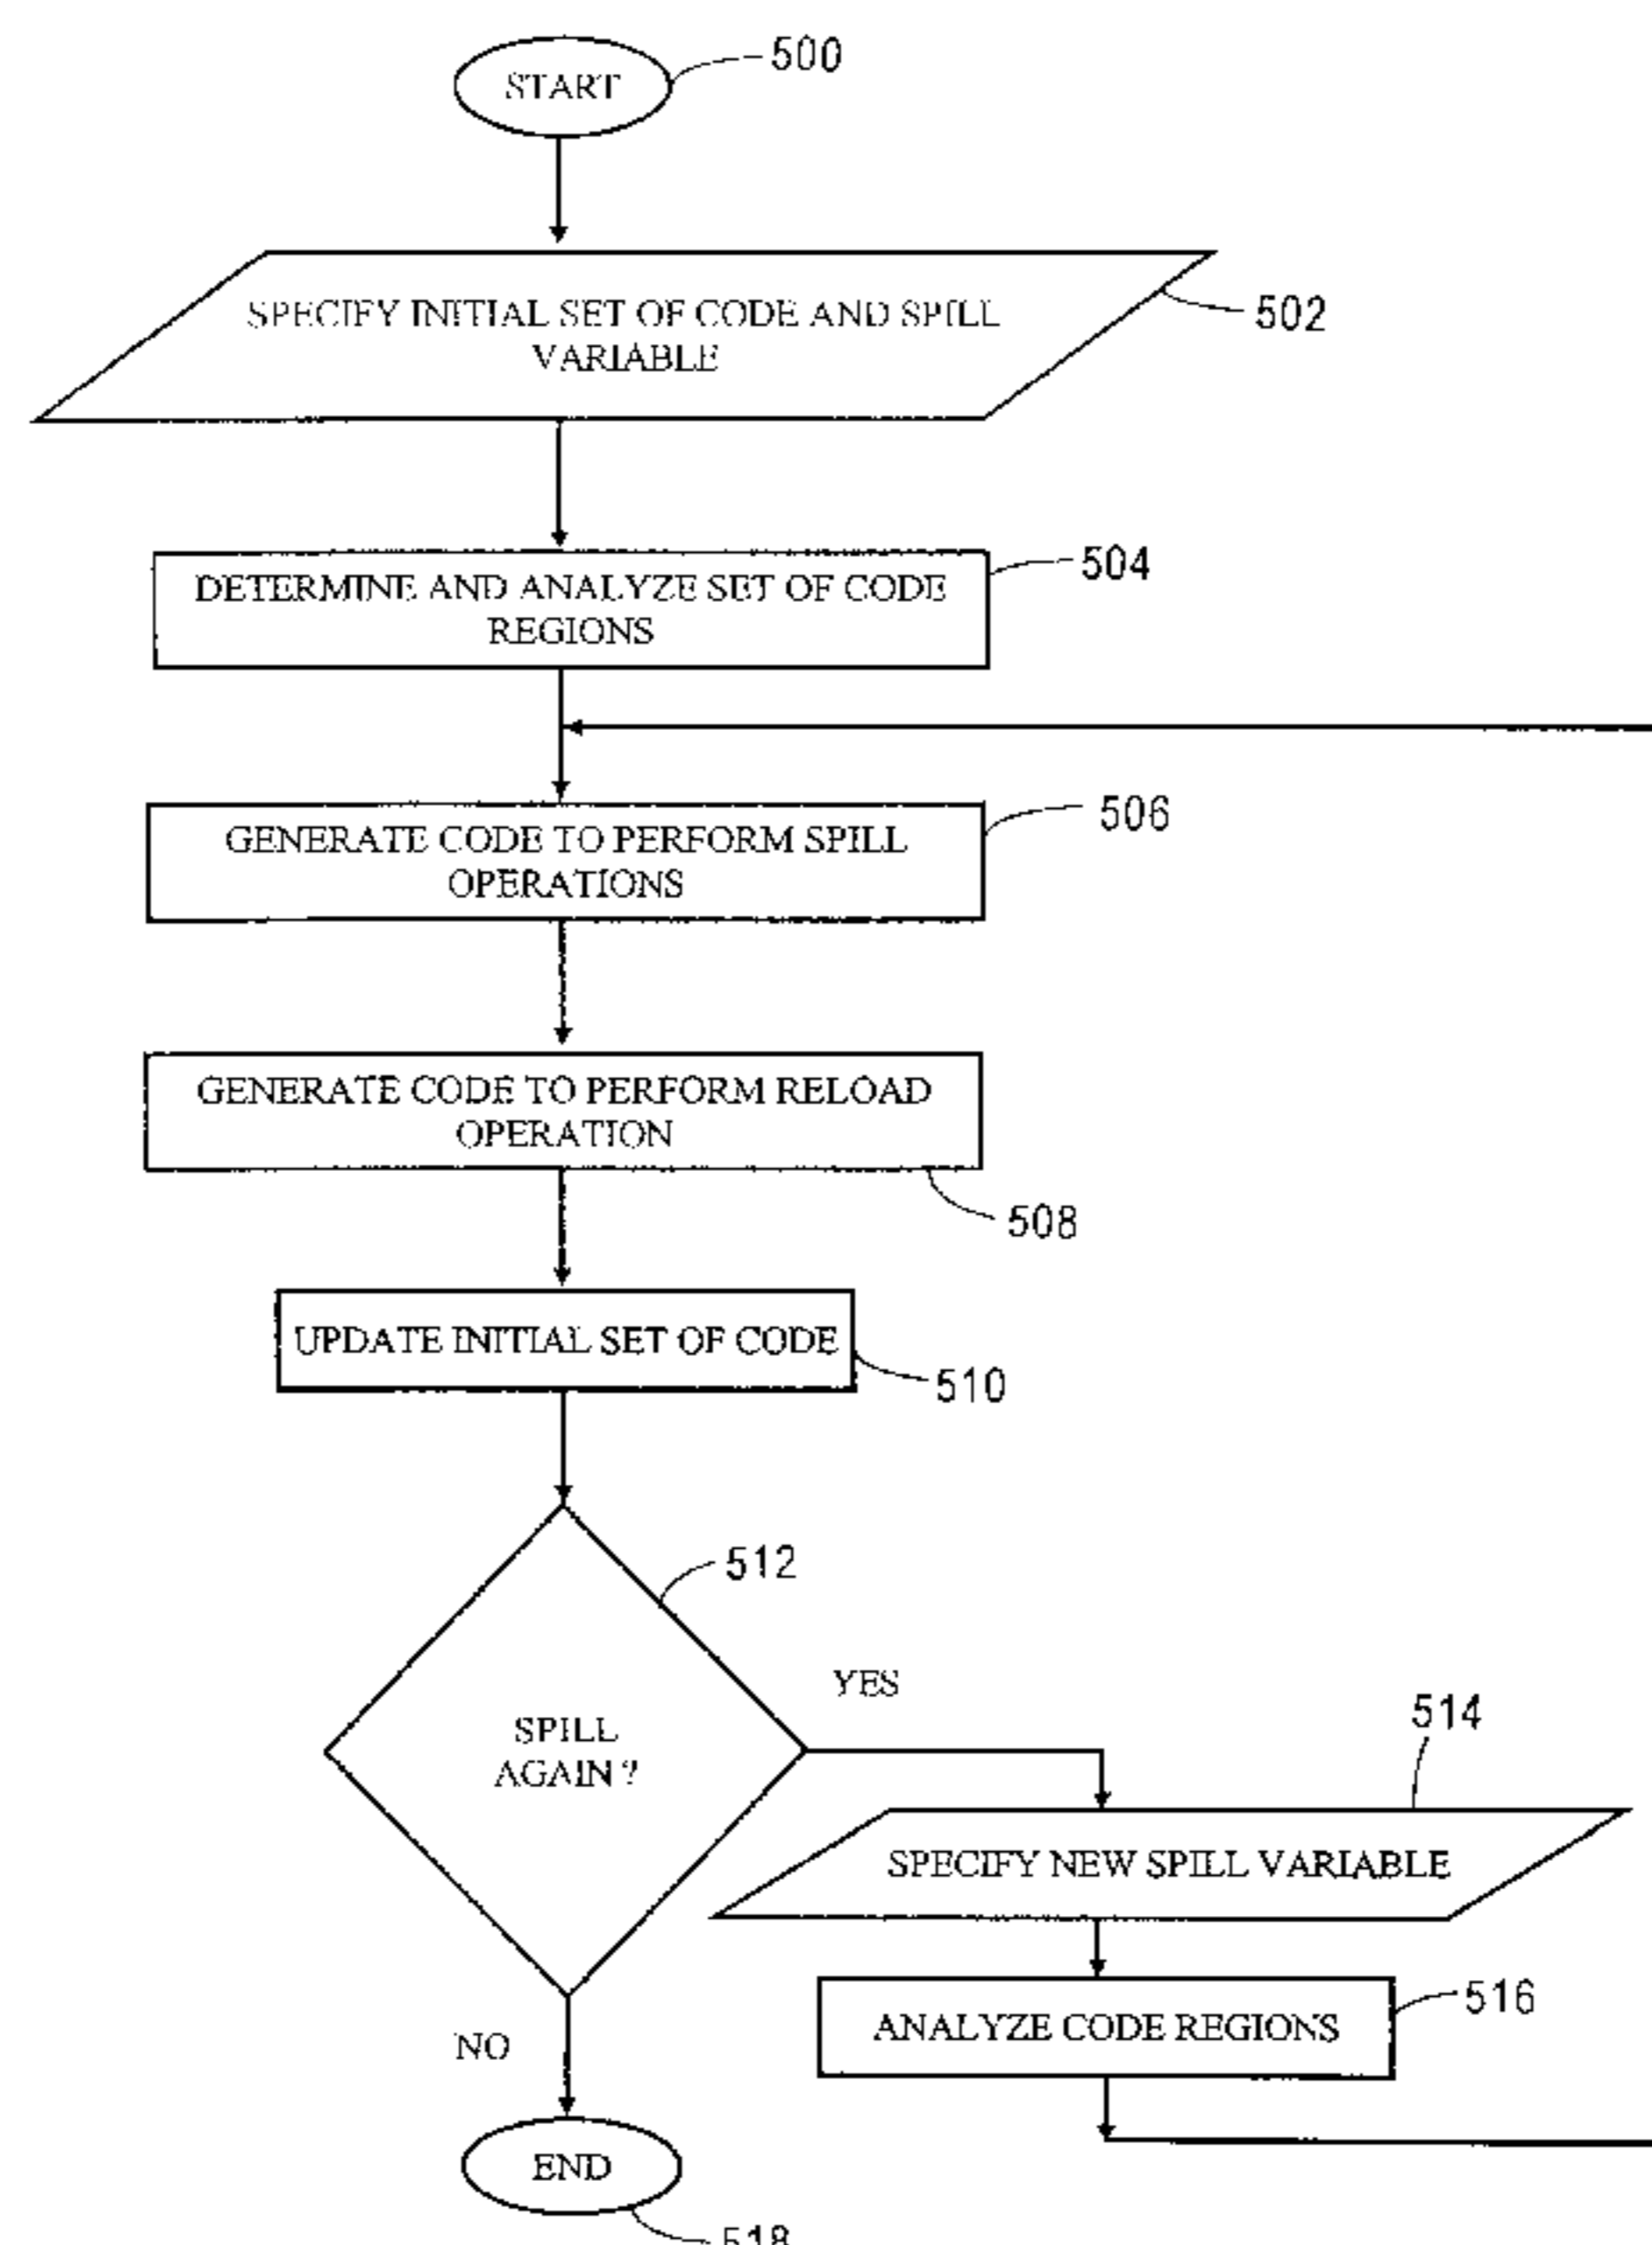 START
500
SPECIFY INITIAL SET OF CODE AND SPILL
VARIABLE
502
DETERMINE AND ANALYZE SET OF CODE
REGIONS
504
GENERATE CODE TO PERFORM SPILL
OPERATIONS
506
GENERATE CODE TO PERFORM RELOAD
OPERATION
508
UPDATE INITIAL SET OF CODE
510
512
SPILL
AGAIN ?
YES
514
SPECIFY NEW SPILL VARIABLE
516
ANALYZE CODE REGIONS
NO
END
518